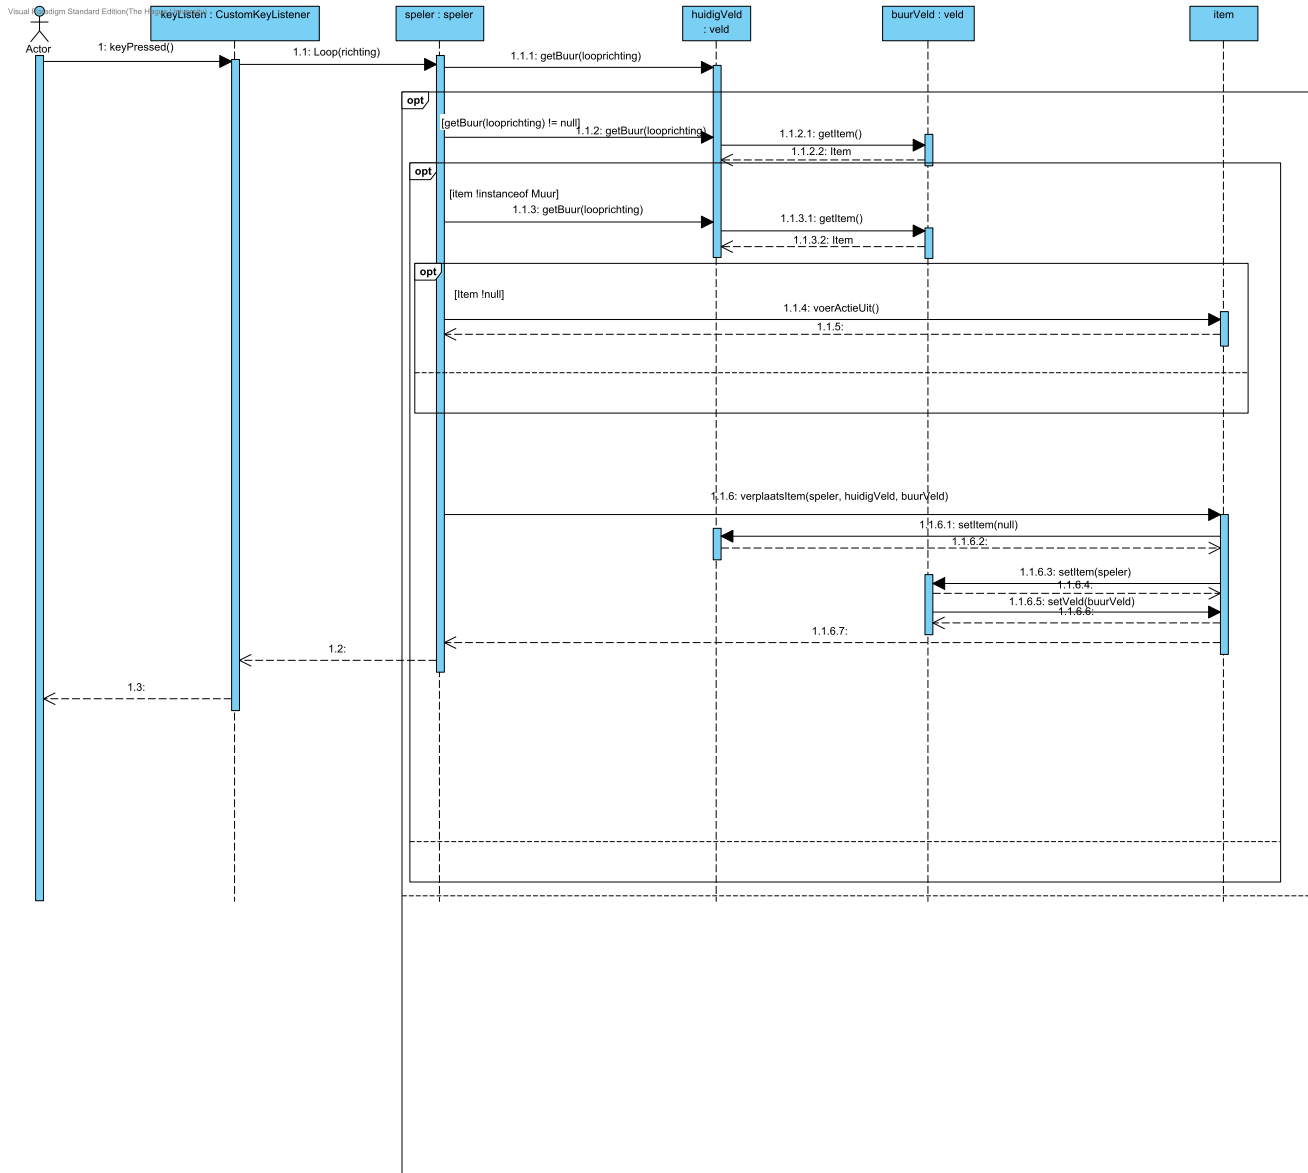 Visual Paradigm Standard Edition(The Hague University)
keyListen : CustomKeyListener
speler : speler
huidigVeld
: veld
buurVeld : veld
item
Actor
1: keyPressed()
1.1: Loop(richting)
1.1.1: getBuur(looprichting)
opt
[getBuur(looprichting) != null]
1.1.2: getBuur(looprichting)
1.1.2.1: getItem()
1.1.2.2: Item
opt
[item !instanceof Muur]
1.1.3: getBuur(looprichting)
1.1.3.1: getItem()
1.1.3.2: Item
opt
[Item !null]
1.1.4: voerActieUit()
1.1.5:
1.1.6: verplaatsItem(speler, huidigVeld, buurVeld)
1.1.6.1: setItem(null)
1.1.6.2:
1.1.6.3: setItem(speler)
1.1.6.4:
1.1.6.5: setVeld(buurVeld)
1.1.6.6:
1.1.6.7:
1.2:
1.3: